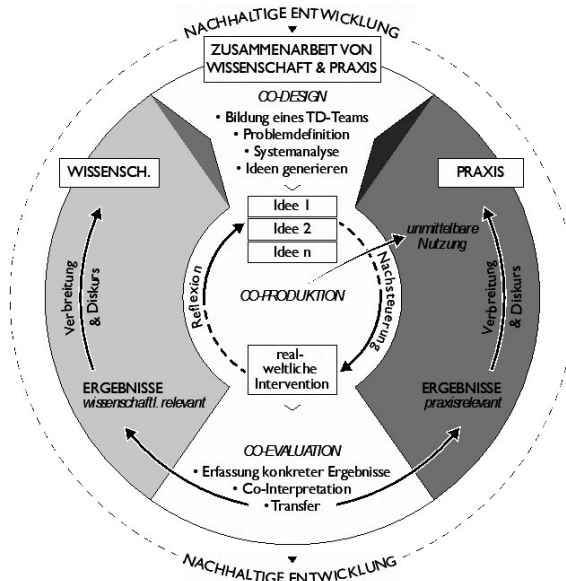 NACHHALTIGE ENTWICKLUNG
ZUSAMMENARBEIT VON
WISSENSCHAFT & PRAXIS
CO-DESIGN
• Bildung eines TD-Teams
• Problemdefinition
• Systemanalyse
• Ideen generieren
WISSENSCH.
PRAXIS
Idee 1
Idee 2
Idee n
unmittelbare
Nutzung
Reflexion
CO-PRODUKTION
Nachsteuerung
Verbreitung
& Diskurs
Verbreitung
& Diskurs
real-
weltliche
Intervention
ERGEBNISSE
wissenschaftl. relevant
ERGEBNISSE
praxisrelevant
CO-EVALUATION
• Erfassung konkreter Ergebnisse
• Co-Interpretation
• Transfer
NACHHALTIGE ENTWICKLUNG